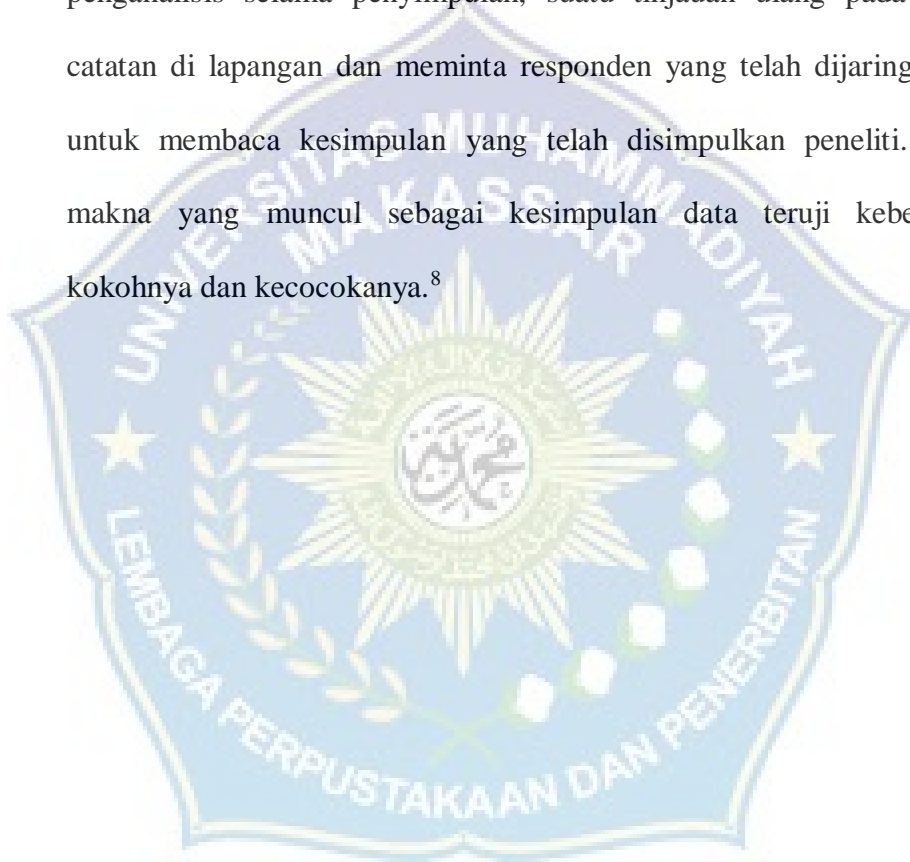 penganalisis selama penyimpulan, suatu tinjauan ulang pada
catatan di lapangan dan meminta responden yang telah dijaring
untuk membaca kesimpulan yang telah disimpulkan peneliti.
makna yang muncul sebagai kesimpulan data teruji kebe
kokohnya dan kecocokanya.⁸
UNIVERSITAS MUHAMMADIYAH
MAKASSAR
LEMBAGA PERPUSTAKAAN DAN PENERBITAN